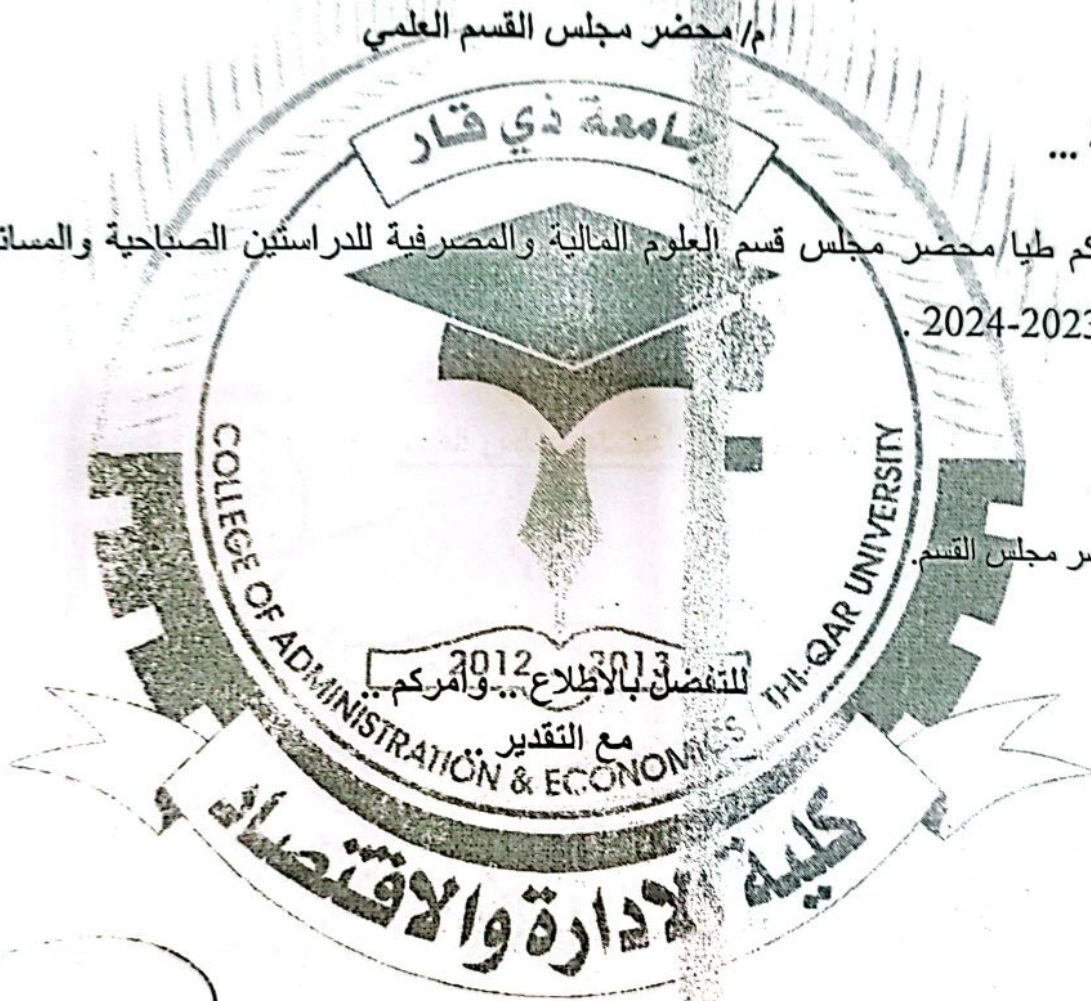 م/ محضر مجلس القسم العلمي
جامعة ذي قار
...
كم طيا محضر مجلس قسم العلوم المالية والمصرفية للدراستين الصباحية والمسائ
2024-2023 .
ر مجلس القسم.
COLLEGE OF ADMINISTRATION & ECONOMICS THI-QAR UNIVERSITY
2012 2013
للتفضل بالاطلاع .. وأمركم ..
مع التقدير ..
كلية الادارة والاقتصاد